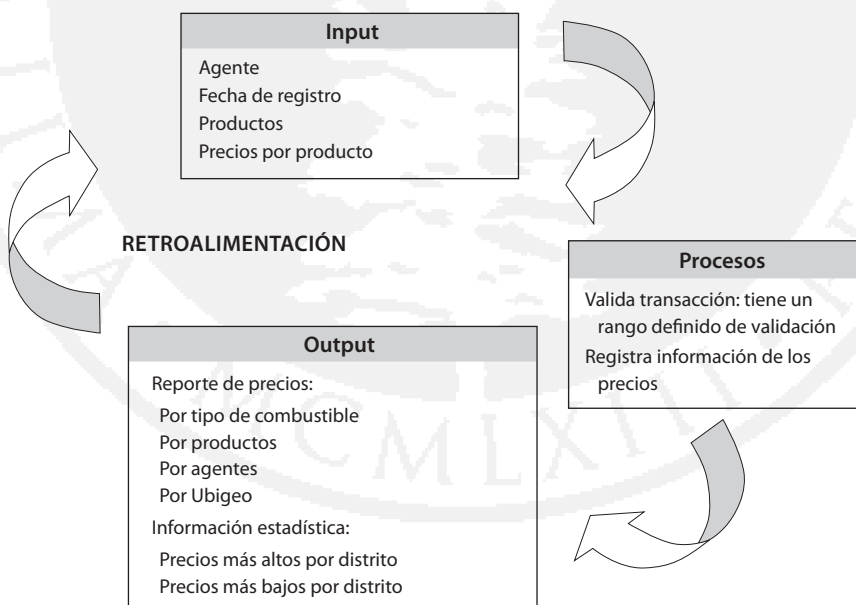 Input
Agente
Fecha de registro
Productos
Precios por producto
RETROALIMENTACIÓN
Procesos
Valida transacción: tiene un
rango definido de validación
Registra información de los
precios
Output
Reporte de precios:
Por tipo de combustible
Por productos
Por agentes
Por Ubigeo
Información estadística:
Precios más altos por distrito
Precios más bajos por distrito
MCMLXII